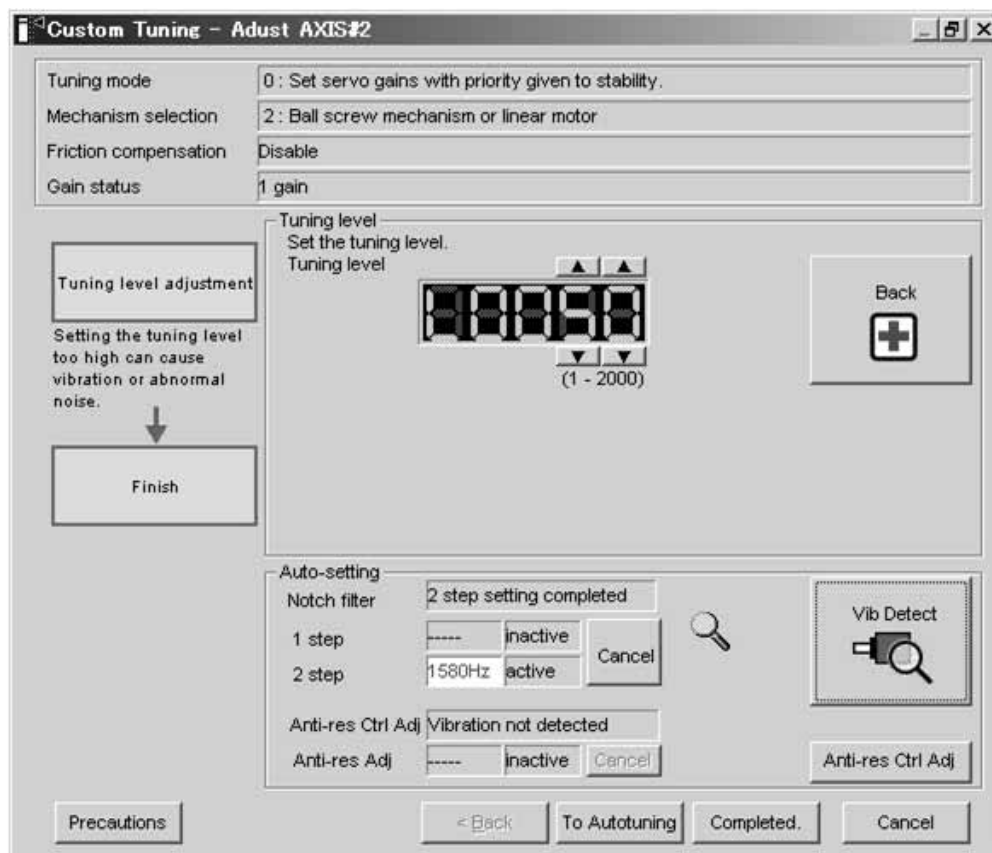 Custom Tuning - Adust AXIS#2
Tuning mode 0 : Set servo gains with priority given to stability.
Mechanism selection 2 : Ball screw mechanism or linear motor
Friction compensation Disable
Gain status 1 gain
Tuning level
Set the tuning level.
Tuning level
(1 - 2000)
Back
Tuning level adjustment
Setting the tuning level
too high can cause
vibration or abnormal
noise.
Finish
Auto-setting
Notch filter 2 step setting completed
1 step ----- inactive
2 step 1580Hz active
Cancel
Vib Detect
Anti-res Ctrl Adj Vibration not detected
Anti-res Adj ----- inactive Cancel
Anti-res Ctrl Adj
Precautions < Back To Autotuning Completed. Cancel